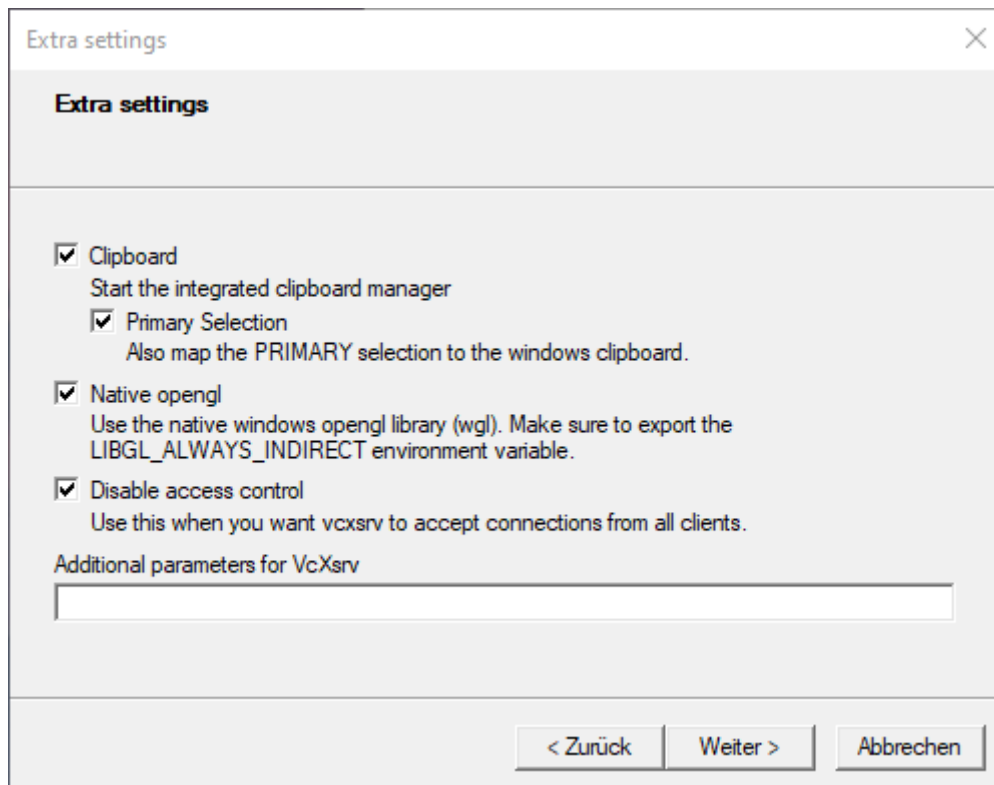 Extra settings
Extra settings
Clipboard
Start the integrated clipboard manager
Primary Selection
Also map the PRIMARY selection to the windows clipboard.
Native opengl
Use the native windows opengl library (wgl). Make sure to export the
LIBGL_ALWAYS_INDIRECT environment variable.
Disable access control
Use this when you want vcxsrv to accept connections from all clients.
Additional parameters for VcXsrv
< Zurück
Weiter >
Abbrechen